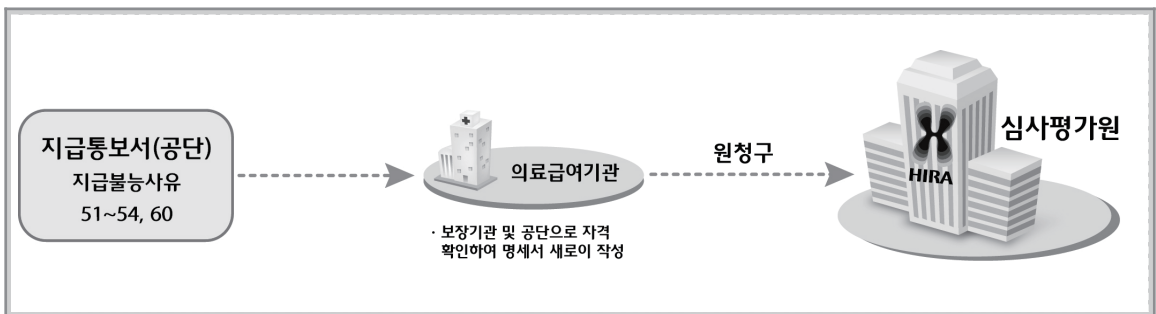 지급통보서(공단)
지급불능사유
51~54, 60
의료급여기관
· 보장기관 및 공단으로 자격
확인하여 명세서 새로이 작성
원청구
HIRA
심사평가원